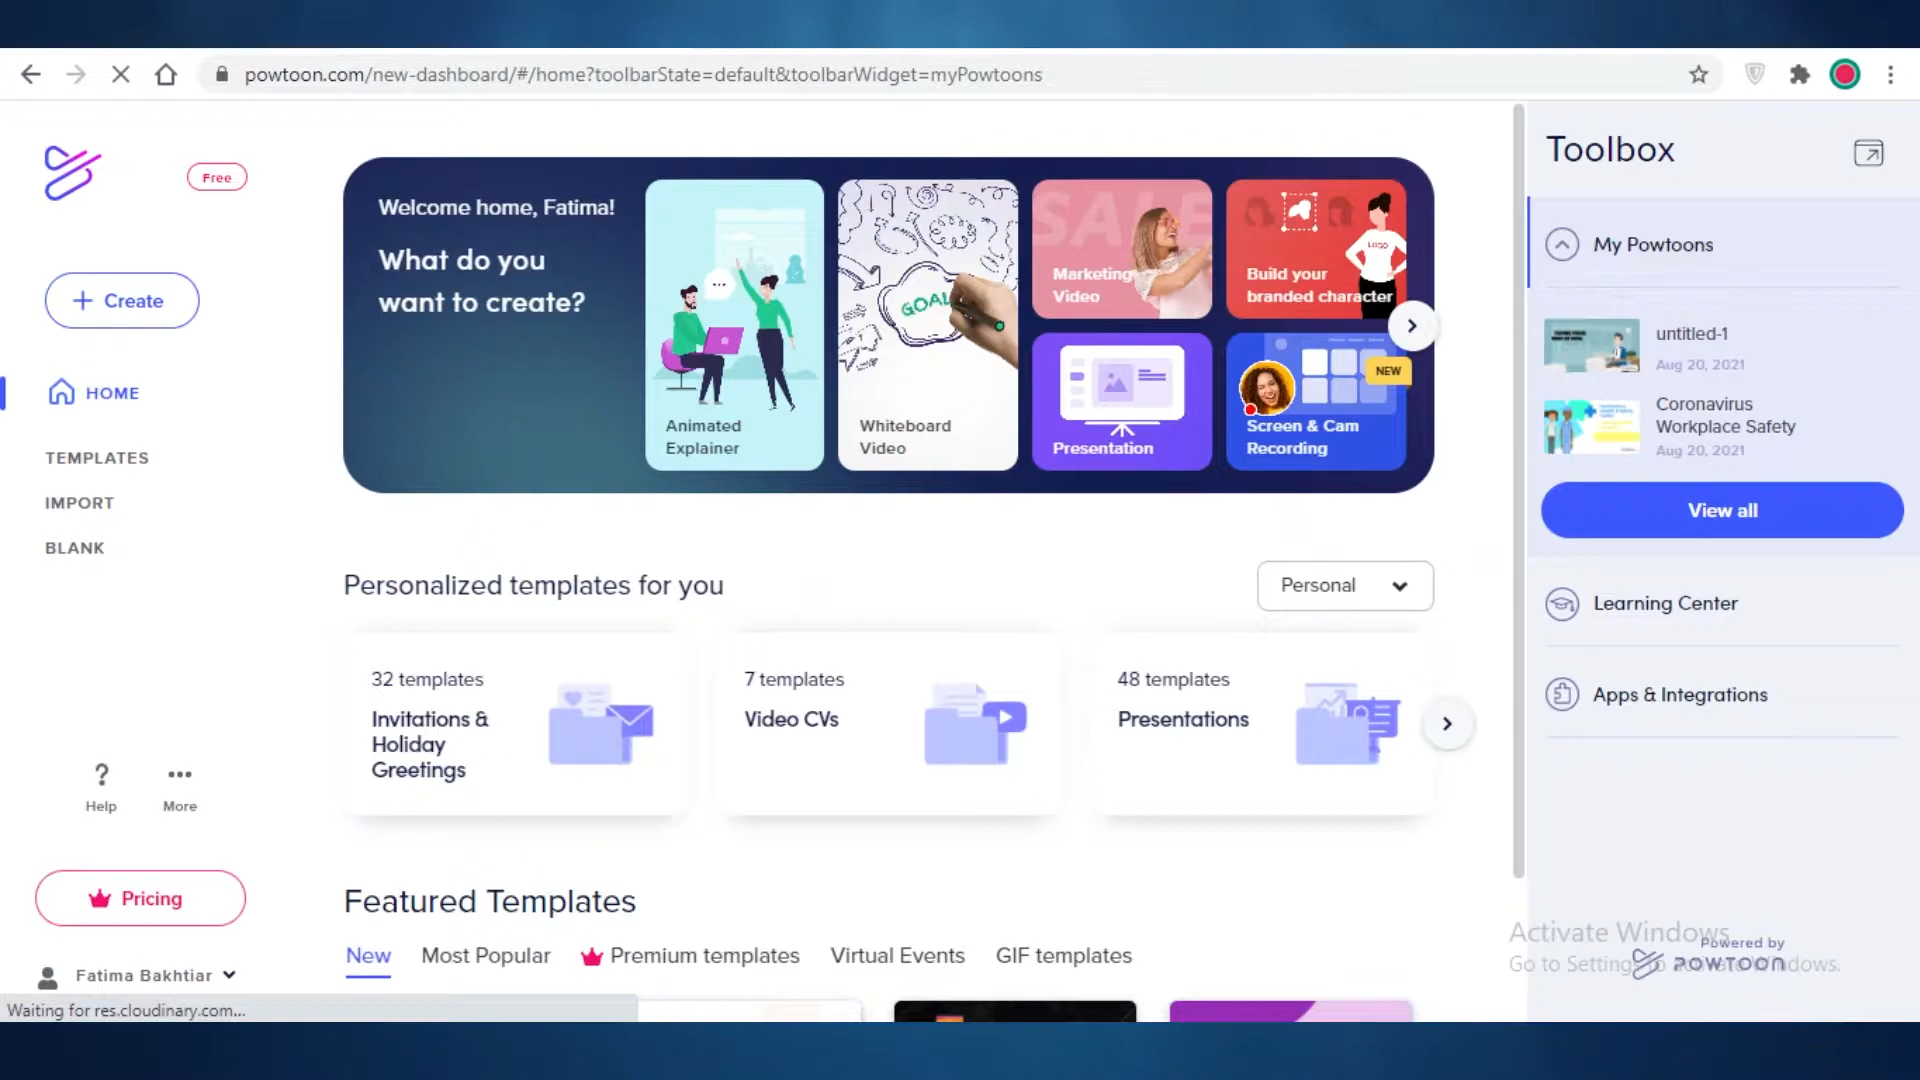 powtoon.com/new-dashboard/#/home?toolbarState=default&toolbarWidget=myPowtoons
Free
Create
HOME
TEMPLATES
IMPORT
BLANK
? Help
More
Pricing
Fatima Bakhtiar
Waiting for res.cloudinary.com...
Welcome home, Fatima!
What do you
want to create?
Animated
Explainer
GOAL
Whiteboard
Video
SALE
Marketing
Video
LOGO
Build your
branded character
Presentation
NEW
Screen & Cam
Recording
Personalized templates for you
Personal
32 templates
Invitations &
Holiday
Greetings
7 templates
Video CVs
48 templates
Presentations
Featured Templates
New
Most Popular
Premium templates
Virtual Events
GIF templates
Toolbox
My Powtoons
untitled-1
Aug 20, 2021
Coronavirus
Workplace Safety
Aug 20, 2021
View all
Learning Center
Apps & Integrations
Activate Windows
Go to Settings to activate Windows.
Powered by
POWTOON